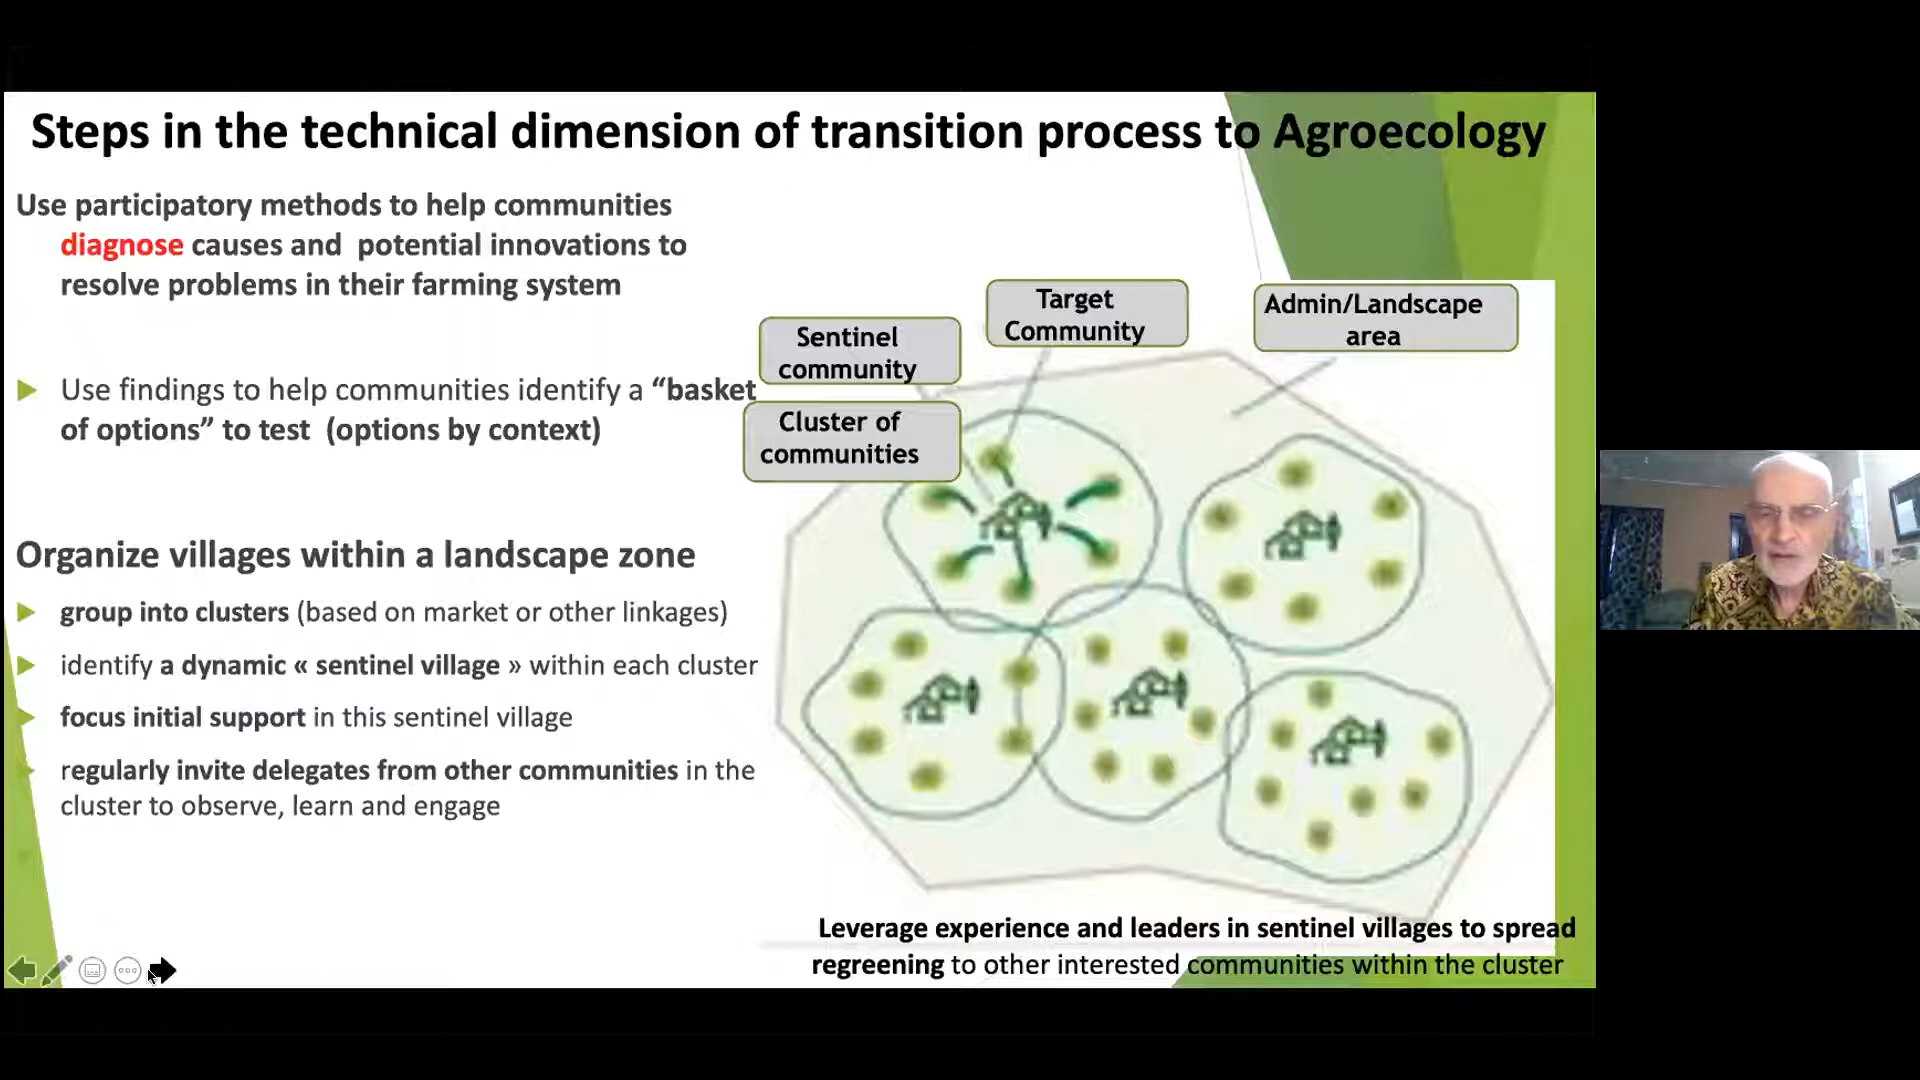 Steps in the technical dimension of transition process to Agroecology
Use participatory methods to help communities
diagnose causes and potential innovations to
resolve problems in their farming system
Use findings to help communities identify a “basket
of options” to test (options by context)
Organize villages within a landscape zone
group into clusters (based on market or other linkages)
identify a dynamic « sentinel village » within each cluster
focus initial support in this sentinel village
regularly invite delegates from other communities in the
cluster to observe, learn and engage
Sentinel
community
Target
Community
Admin/Landscape
area
Cluster of
communities
Leverage experience and leaders in sentinel villages to spread
regreening to other interested communities within the cluster